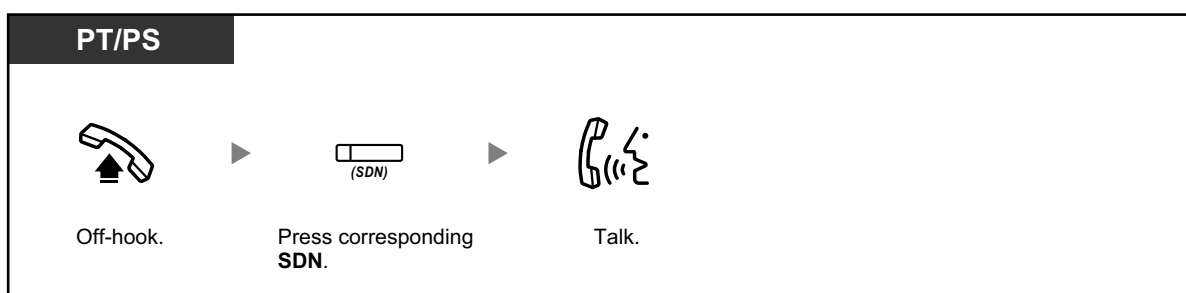 PT/PS
(SDN)
Off-hook.
Press corresponding
SDN.
Talk.